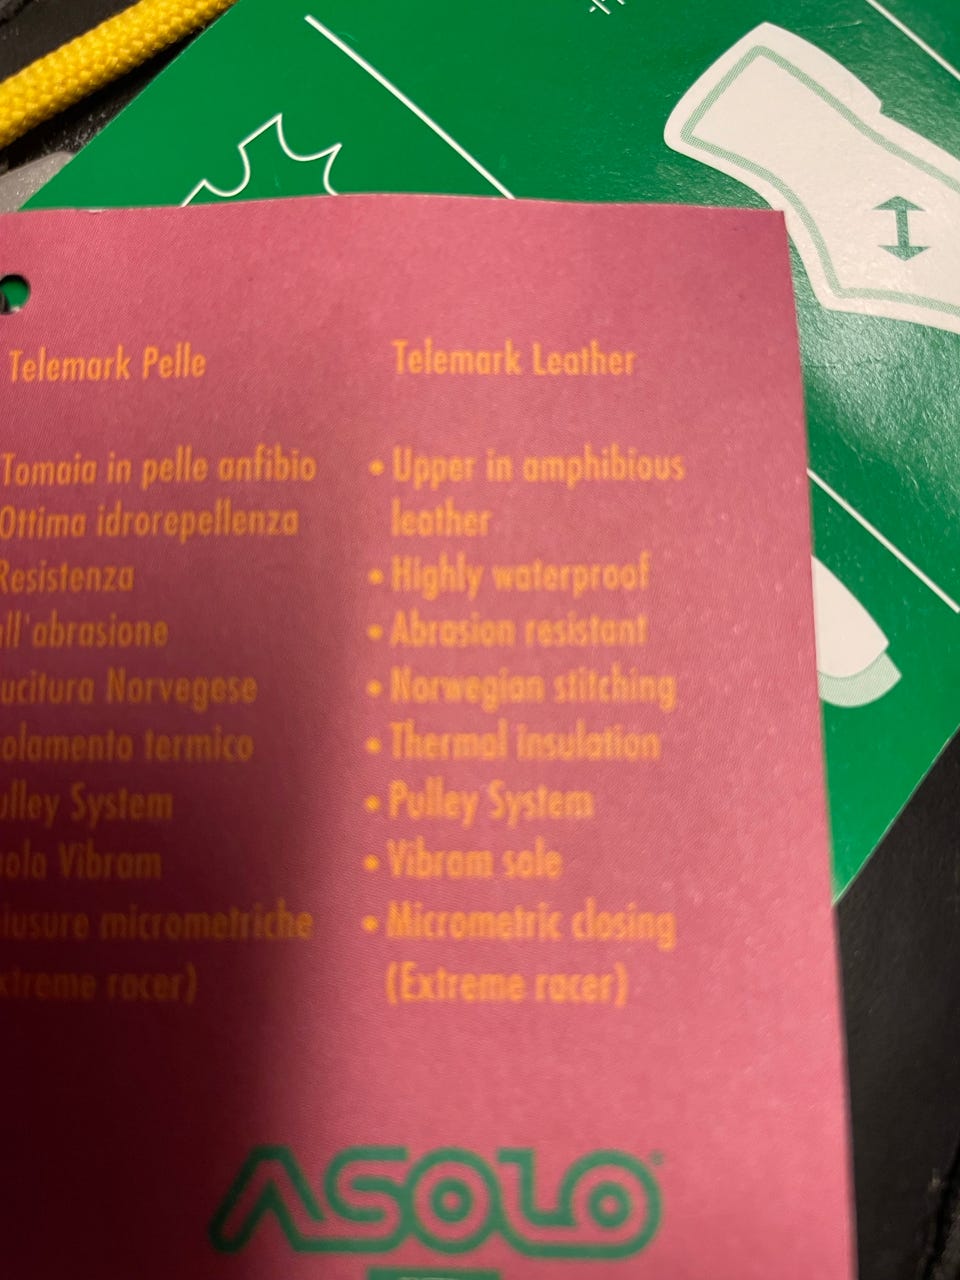 Telemark Pelle
Tomaia in pelle anfibio
Ottima idrorepellenza
Resistenza
all'abrasione
ucitura Norvegese
olamento termico
ulley System
ola Vibram
iusure micrometriche
xtreme racer)
Telemark Leather
• Upper in amphibious
leather
• Highly waterproof
• Abrasion resistant
• Norwegian stitching
• Thermal insulation
• Pulley System
• Vibram sole
• Micrometric closing
(Extreme racer)
ASOLO